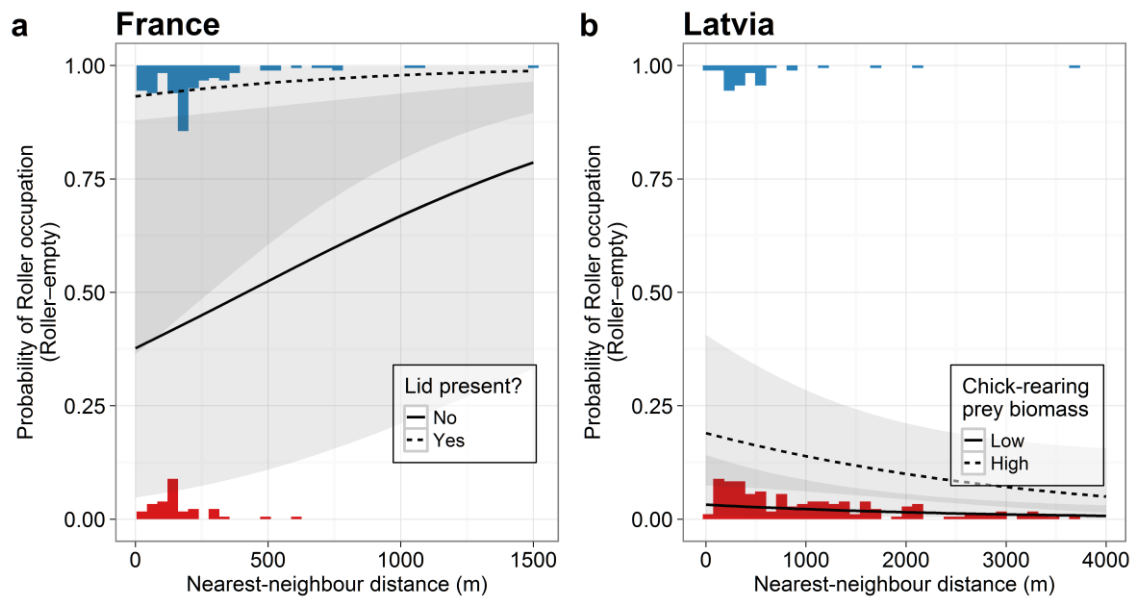 a
France
Probability of Roller occupation
(Roller–empty)
1.00
0.75
0.50
0.25
0.00
Lid present?
No
Yes
0
500
1000
1500
Nearest-neighbour distance (m)
b
Latvia
Probability of Roller occupation
(Roller–empty)
1.00
0.75
0.50
0.25
0.00
Chick-rearing
prey biomass
Low
High
0
1000
2000
3000
4000
Nearest-neighbour distance (m)